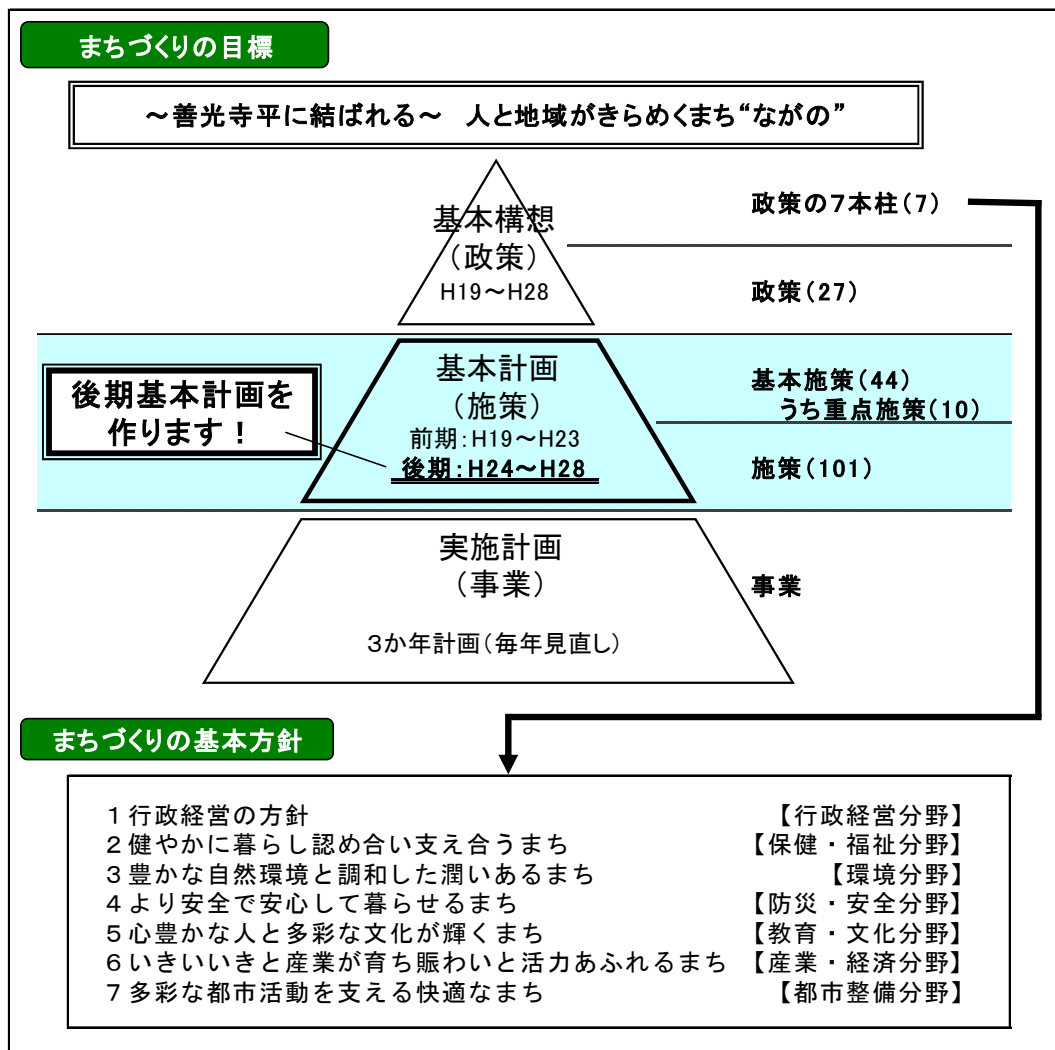 まちづくりの目標
～善光寺平に結ばれる～ 人と地域がきらめくまち“ながの”
基本構想
（政策）
H19～H28
政策の７本柱（7）
政策（27）
後期基本計画を
作ります！
基本計画
（施策）
前期：H19～H23
後期：H24～H28
基本施策（44）
うち重点施策（10）
施策（101）
実施計画
（事業）
３か年計画（毎年見直し）
事業
まちづくりの基本方針
１行政経営の方針 【行政経営分野】
２健やかに暮らし認め合い支え合うまち 【保健・福祉分野】
３豊かな自然環境と調和した潤いあるまち 【環境分野】
４より安全で安心して暮らせるまち 【防災・安全分野】
５心豊かな人と多彩な文化が輝くまち 【教育・文化分野】
６いきいきと産業が育ち賑わいと活力あふれるまち 【産業・経済分野】
７多彩な都市活動を支える快適なまち 【都市整備分野】